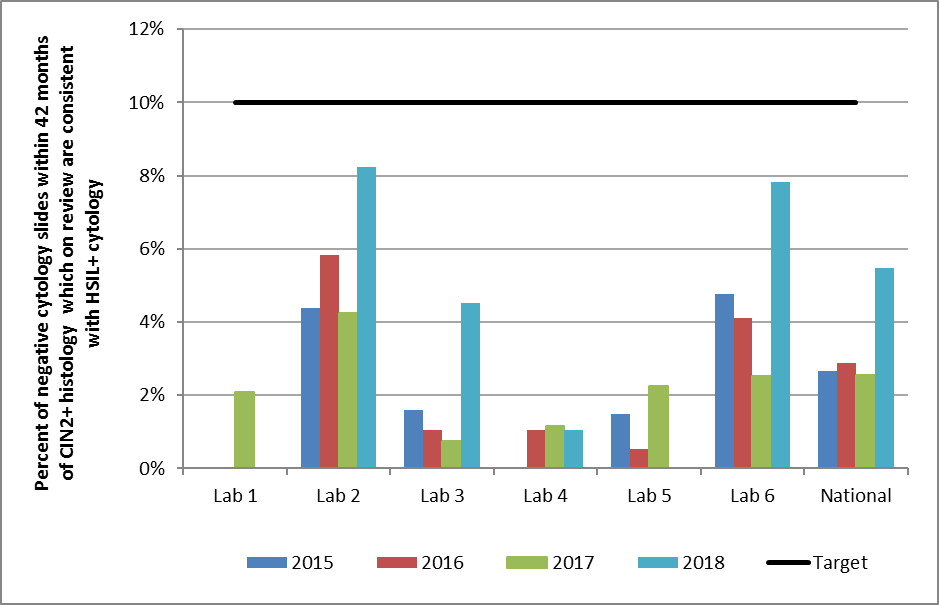 Percent of negative cytology slides within 42 months
of CIN2+ histology which on review are consistent
with HSIL+ cytology
12%
10%
8%
6%
4%
2%
0%
Lab 1 Lab 2 Lab 3 Lab 4 Lab 5 Lab 6 National
2015 2016 2017 2018 Target